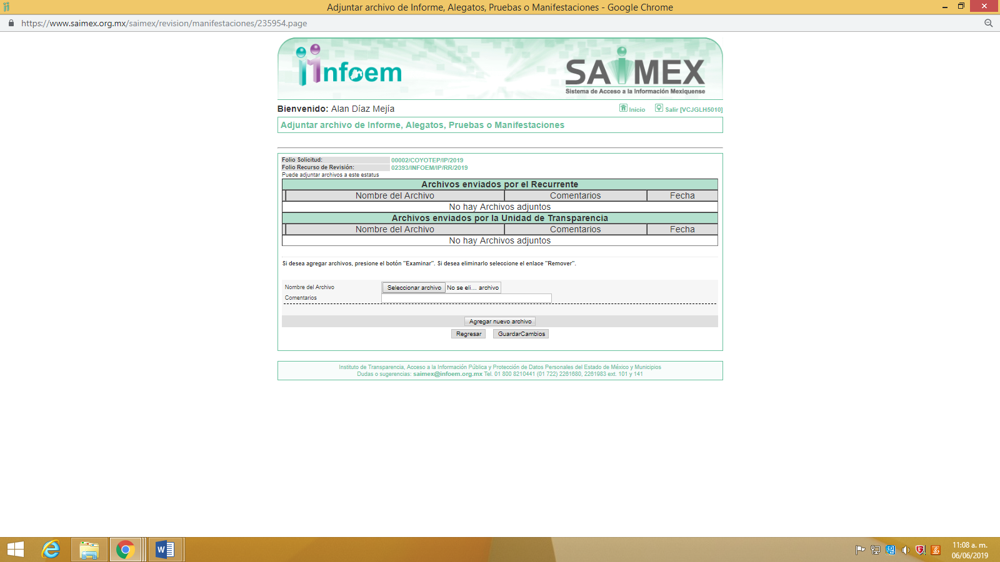 Adjuntar archivo de Informe, Alegatos, Pruebas o Manifestaciones - Google Chrome
https://www.saimex.org.mx/saimex/revision/manifestaciones/235954.page
infoem
SAIMEX
Sistema de Acceso a la Información Mexiquense
Bienvenido: Alan Díaz Mejía
Inicio Salir [VCJGLH5010]
Adjuntar archivo de Informe, Alegatos, Pruebas o Manifestaciones
Folio Solicitud: 00002/COYOTEP/IP/2019
Folio Recurso de Revisión: 02393/INFOEM/IP/RR/2019
Puede adjuntar archivos a este estatus
Archivos enviados por el Recurrente
Nombre del Archivo Comentarios Fecha
No hay Archivos adjuntos
Archivos enviados por la Unidad de Transparencia
Nombre del Archivo Comentarios Fecha
No hay Archivos adjuntos
Si desea agregar archivos, presione el botón "Examinar". Si desea eliminarlo seleccione el enlace "Remover".
Nombre del Archivo Seleccionar archivo No se eli... archivo
Comentarios
Agregar nuevo archivo
Regresar GuardarCambios
Instituto de Transparencia, Acceso a la Información Pública y Protección de Datos Personales del Estado de México y Municipios
Dudas o sugerencias: saimex@infoem.org.mx Tel. 01 800 8210441 (01 722) 2261680, 2261983 ext. 101 y 141
11:08 a. m.
06/06/2019